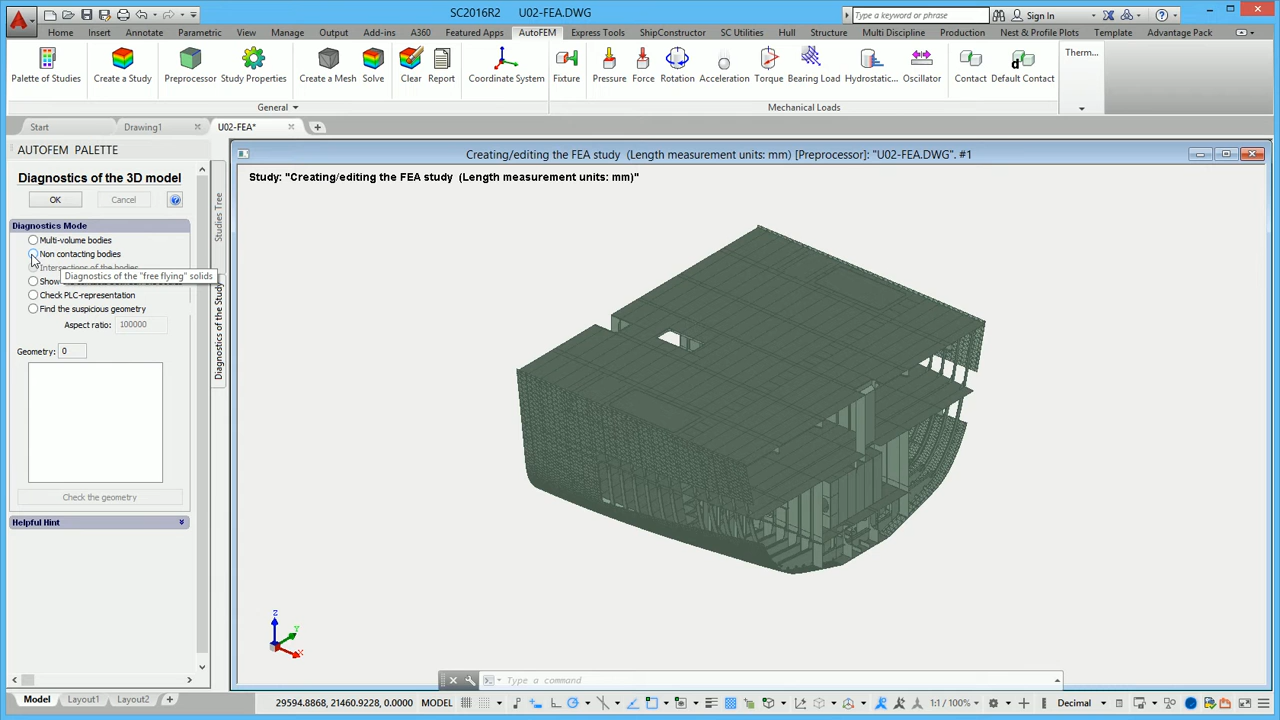 SC2016R2 U02-FEA.DWG
Type a keyword or phrase Sign In
Home Insert Annotate Parametric View Manage Output Add-ins A360 Featured Apps AutoFEM Express Tools ShipConstructor SC Utilities Hull Structure Multi Discipline Production Nest & Profile Plots Template Advantage Pack
Palette of Studies Create a Study Preprocessor Study Properties Create a Mesh Solve Clear Report Coordinate System Fixture Pressure Force Rotation Acceleration Torque Bearing Load Hydrostatic... Oscillator Contact Default Contact Therm...
General Mechanical Loads
Start Drawing1 U02-FEA*
AUTOFEM PALETTE
Creating/editing the FEA study (Length measurement units: mm) [Preprocessor]: "U02-FEA.DWG". #1
Diagnostics of the 3D model
Study: "Creating/editing the FEA study (Length measurement units: mm)"
OK Cancel
Studies Tree
Diagnostics of the Study
Diagnostics Mode
Multi-volume bodies
Non contacting bodies
Intersections of the bodies
Diagnostics of the "free flying" solids
Show
Check PLC-representation
Find the suspicious geometry
Aspect ratio: 100000
Geometry: 0
Check the geometry
Helpful Hint
Z
Y
X
Type a command
Model Layout1 Layout2 29594.8868, 21460.9228, 0.0000 MODEL 1:1 / 100% Decimal